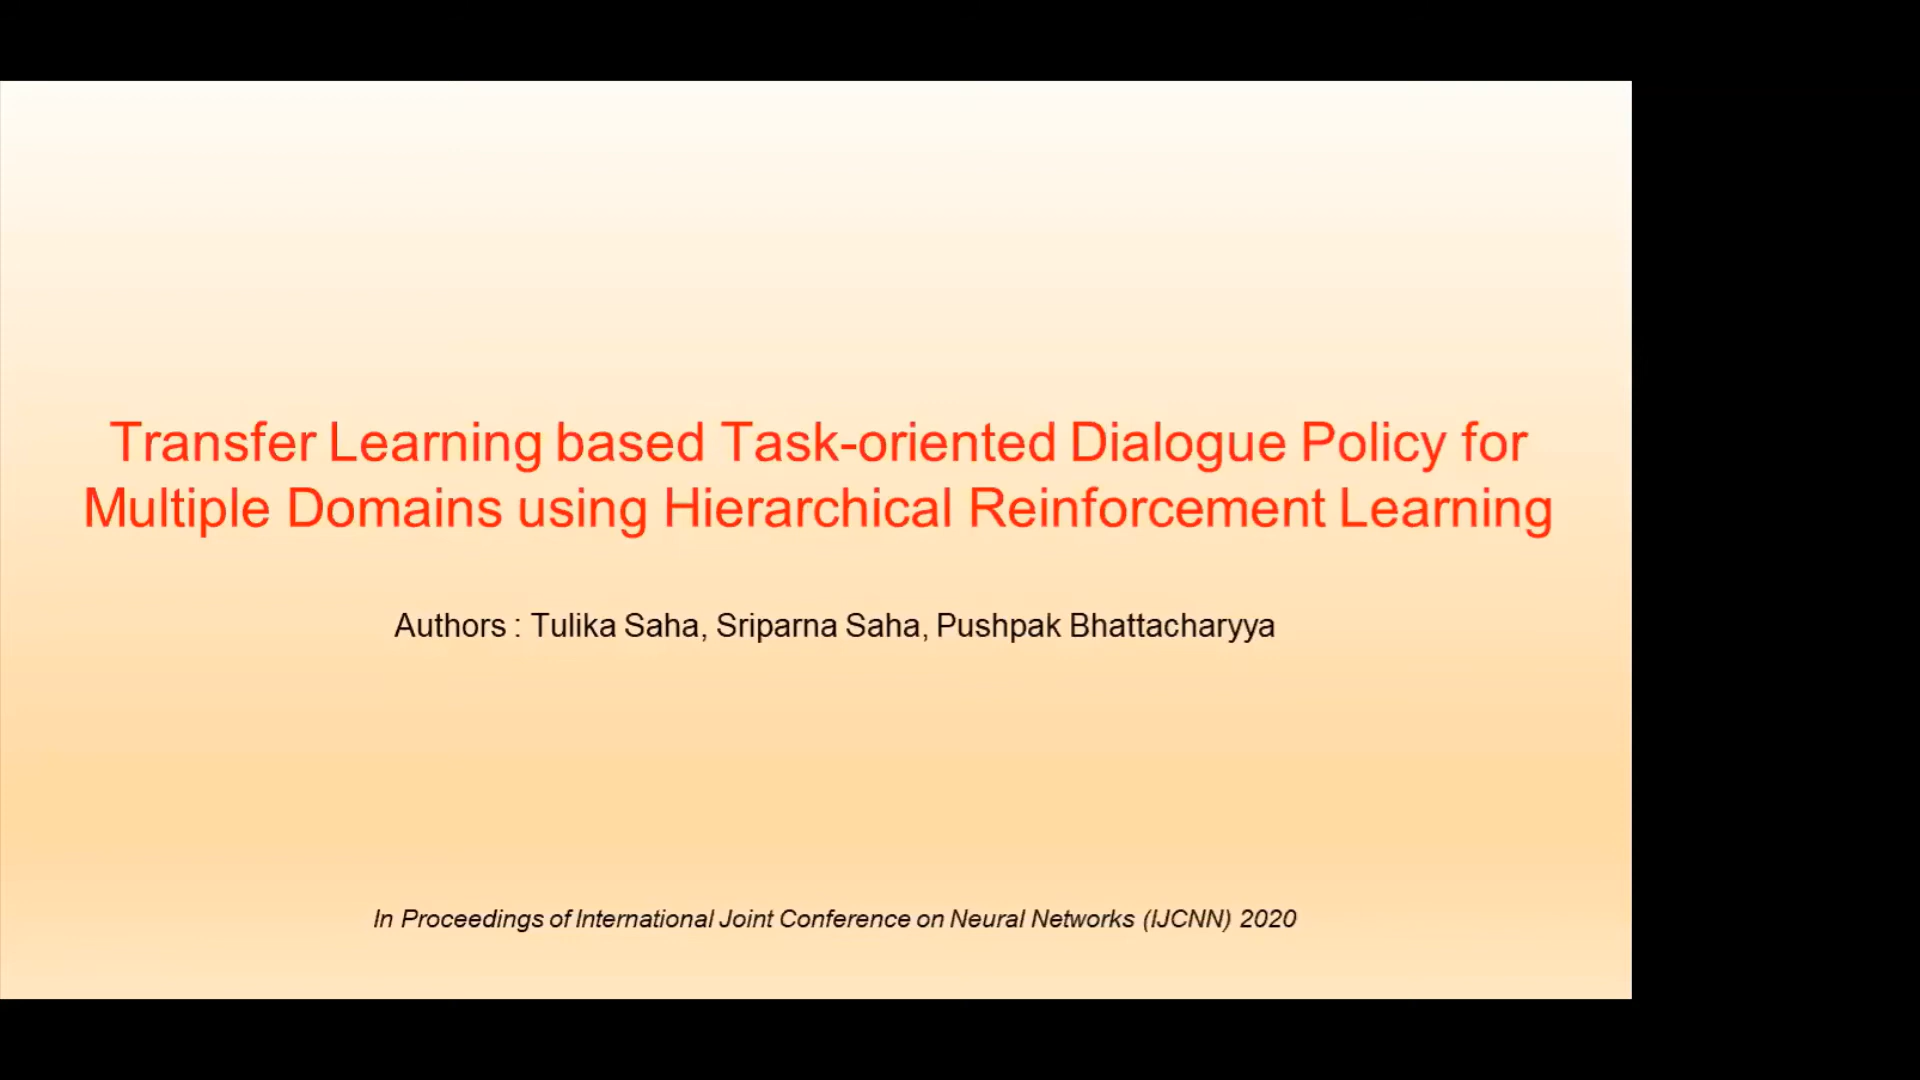 Transfer Learning based Task-oriented Dialogue Policy for
Multiple Domains using Hierarchical Reinforcement Learning
Authors : Tulika Saha, Sriparna Saha, Pushpak Bhattacharyya
In Proceedings of International Joint Conference on Neural Networks (IJCNN) 2020